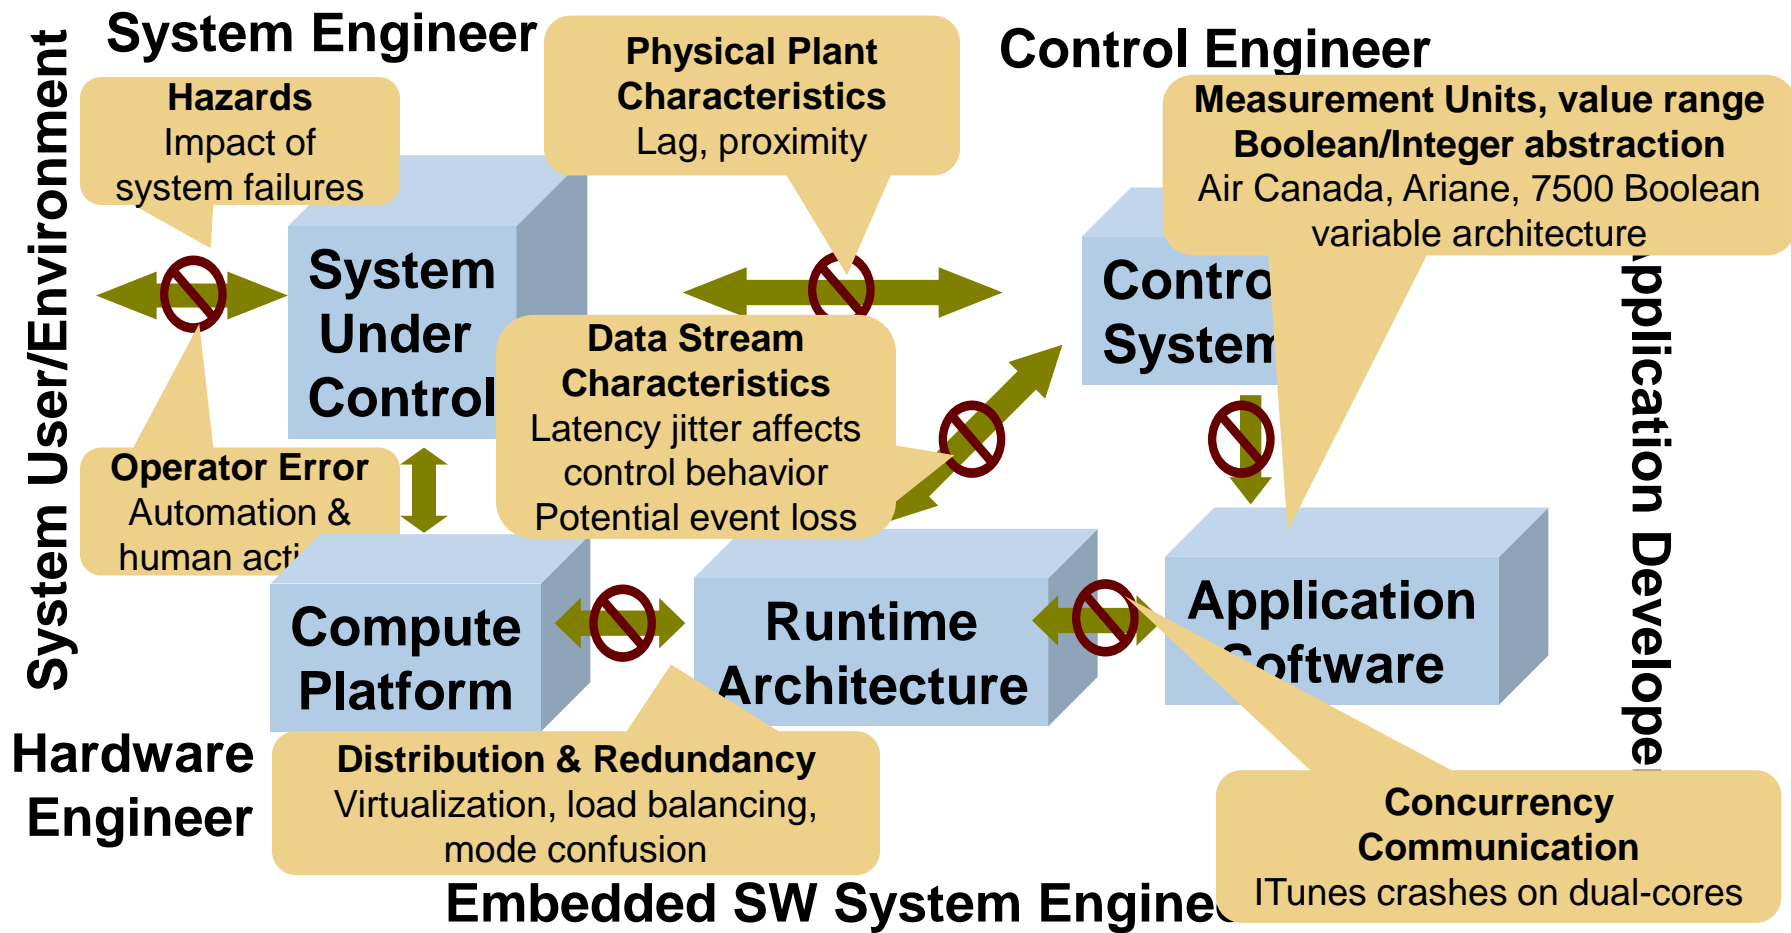 System Engineer
Control Engineer
System User/Environment
Hazards
Impact of
system failures
Physical Plant
Characteristics
Lag, proximity
Measurement Units, value range
Boolean/Integer abstraction
Air Canada, Ariane, 7500 Boolean
variable architecture
System
Under
Control
Data Stream
Characteristics
Latency jitter affects
control behavior
Potential event loss
Contro
System
Application Develope
Operator Error
Automation &
human acti
Compute
Platform
Runtime
Architecture
Application
Software
Hardware
Engineer
Distribution & Redundancy
Virtualization, load balancing,
mode confusion
Concurrency
Communication
ITunes crashes on dual-cores
Embedded SW System Enginee